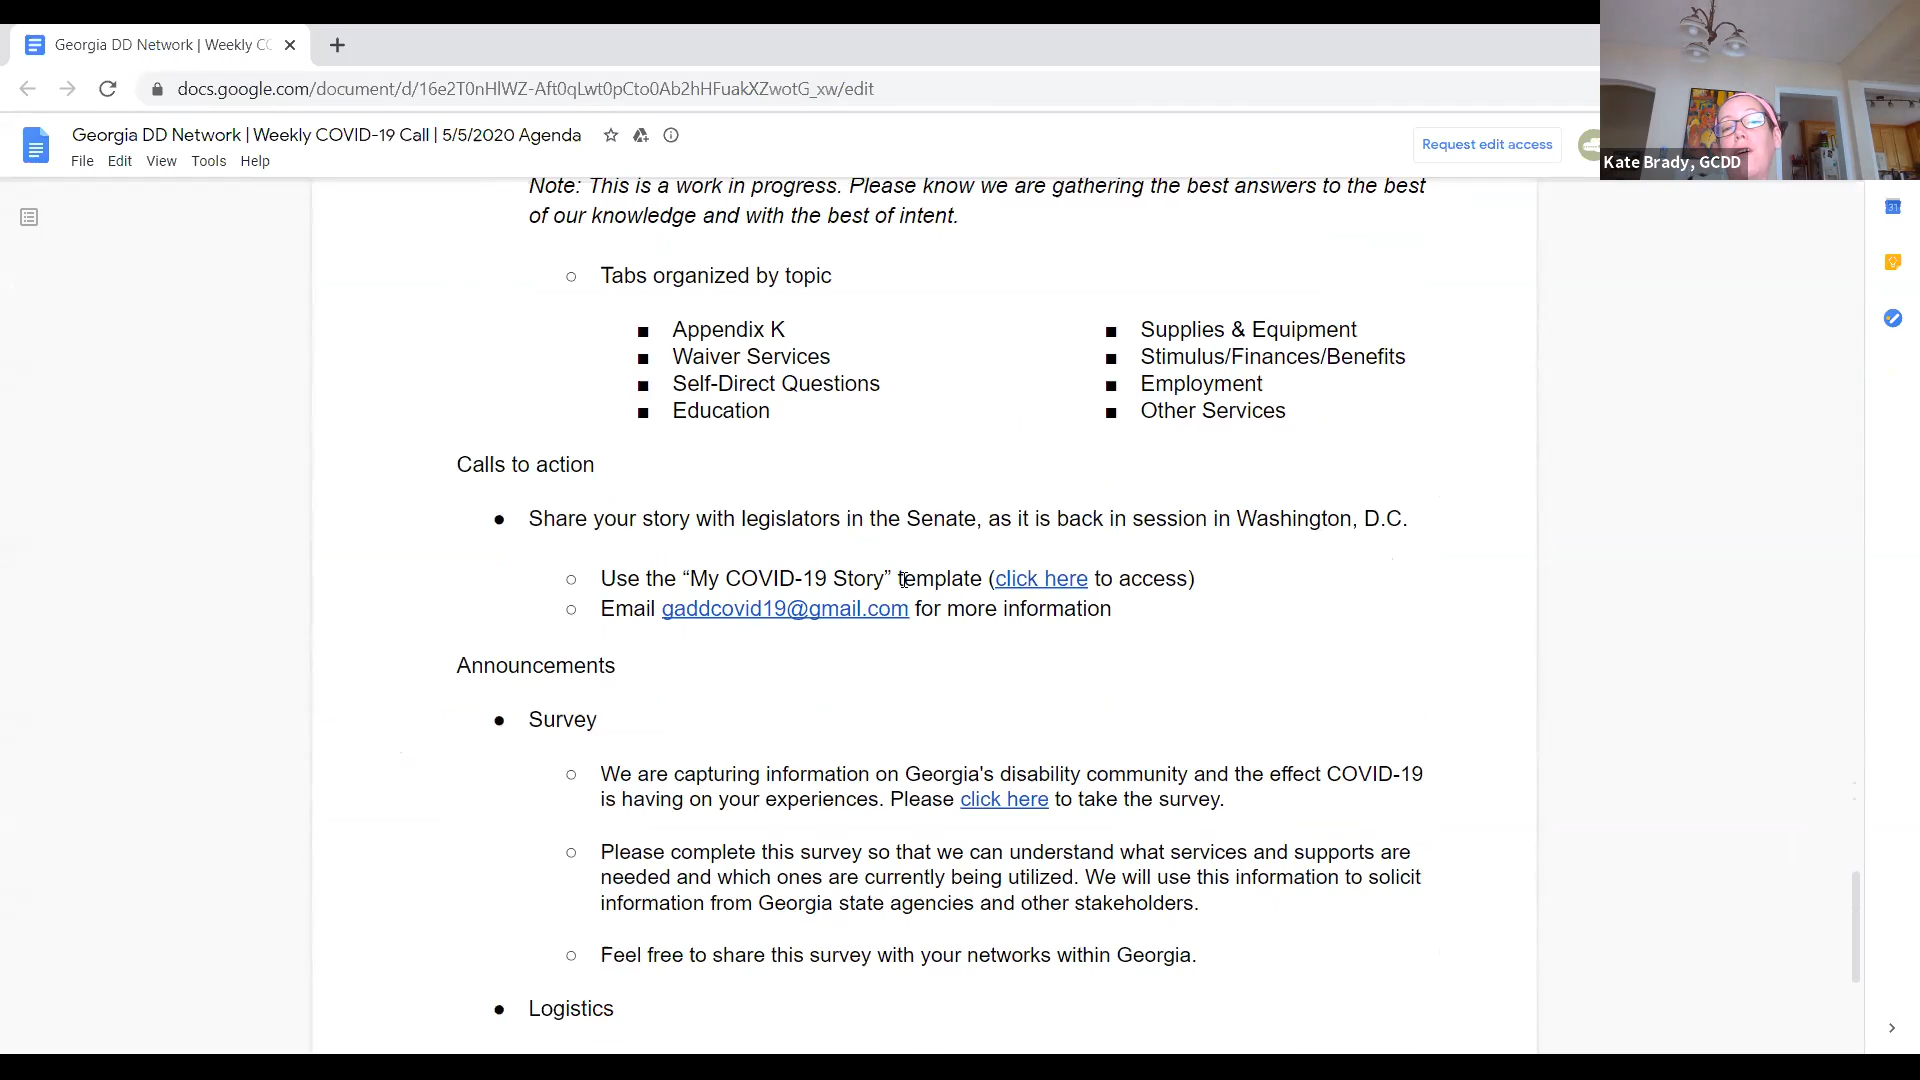 Georgia DD Network | Weekly CC
docs.google.com/document/d/16e2T0nHlWZ-Aft0qLwt0pCto0Ab2hHFuakXZwotG_xw/edit
Georgia DD Network | Weekly COVID-19 Call | 5/5/2020 Agenda
Request edit access
Kate Brady, GCDD
File Edit View Tools Help
Note: This is a work in progress. Please know we are gathering the best answers to the best
of our knowledge and with the best of intent.
31
○ Tabs organized by topic
■ Appendix K
■ Waiver Services
■ Self-Direct Questions
■ Education
■ Supplies & Equipment
■ Stimulus/Finances/Benefits
■ Employment
■ Other Services
Calls to action
● Share your story with legislators in the Senate, as it is back in session in Washington, D.C.
○ Use the “My COVID-19 Story” template (click here to access)
○ Email gaddcovid19@gmail.com for more information
Announcements
● Survey
○ We are capturing information on Georgia's disability community and the effect COVID-19
is having on your experiences. Please click here to take the survey.
○ Please complete this survey so that we can understand what services and supports are
needed and which ones are currently being utilized. We will use this information to solicit
information from Georgia state agencies and other stakeholders.
○ Feel free to share this survey with your networks within Georgia.
● Logistics